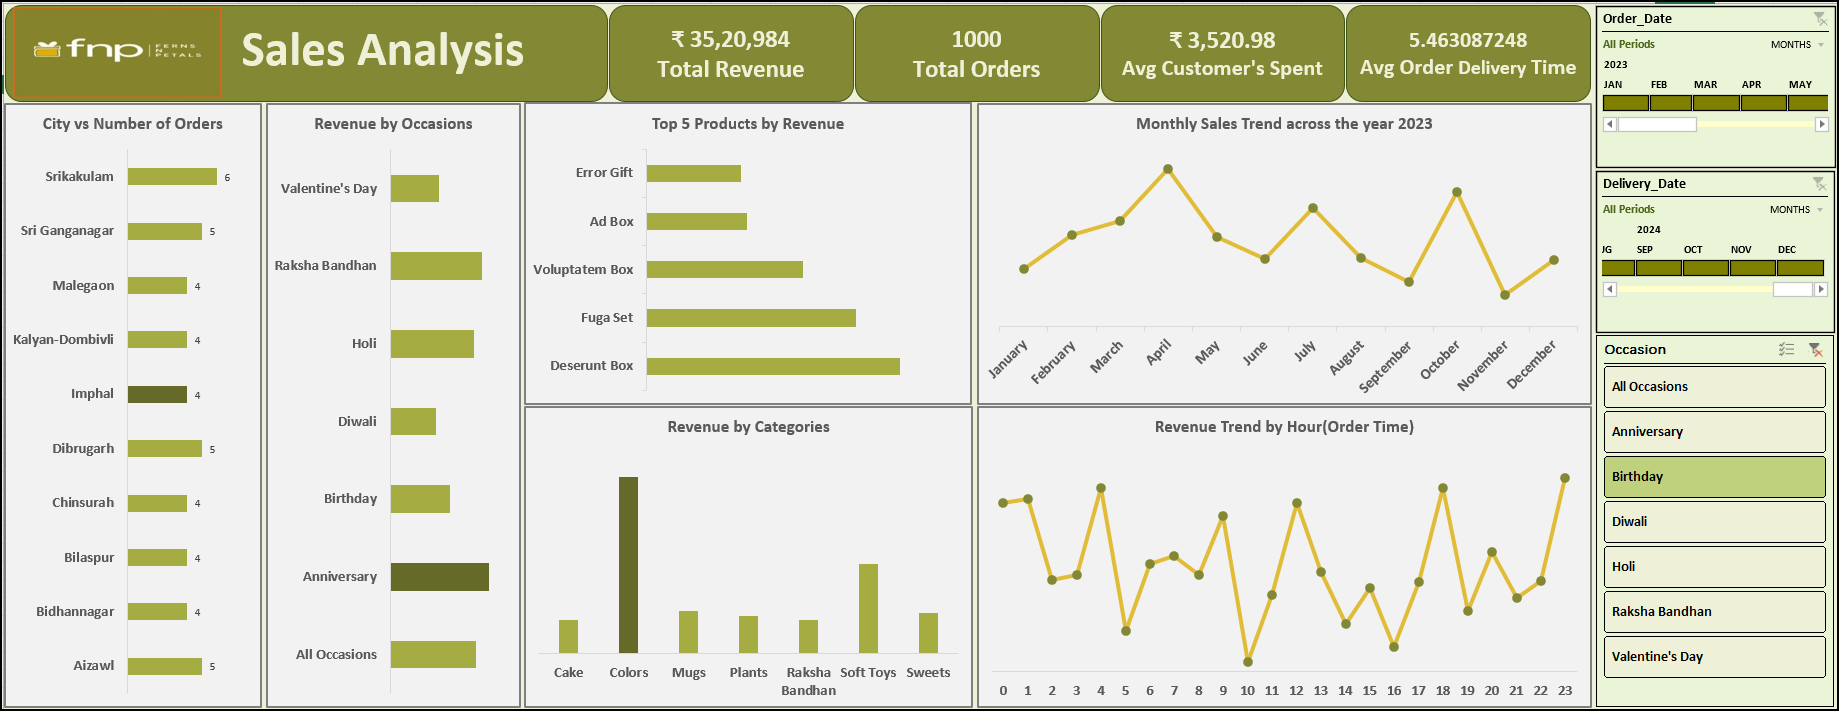 fnp
FERNS
N
PETALS
Sales Analysis
₹ 35,20,984
Total Revenue
1000
Total Orders
₹ 3,520.98
Avg Customer's Spent
5.463087248
Avg Order Delivery Time
City vs Number of Orders
Srikakulam 6
Sri Ganganagar 5
Malegaon 4
Kalyan-Dombivli 4
Imphal 4
Dibrugarh 5
Chinsurah 4
Bilaspur 4
Bidhannagar 4
Aizawl 5
Revenue by Occasions
Valentine's Day
Raksha Bandhan
Holi
Diwali
Birthday
Anniversary
All Occasions
Top 5 Products by Revenue
Error Gift
Ad Box
Voluptatem Box
Fuga Set
Deserunt Box
Revenue by Categories
Cake Colors Mugs Plants Raksha Soft Toys Sweets
Bandhan
Monthly Sales Trend across the year 2023
January February March April May June July August September October November December
Revenue Trend by Hour(Order Time)
0 1 2 3 4 5 6 7 8 9 10 11 12 13 14 15 16 17 18 19 20 21 22 23
Order_Date
All Periods MONTHS
2023
JAN FEB MAR APR MAY
Delivery_Date
All Periods MONTHS
2024
JG SEP OCT NOV DEC
Occasion
All Occasions
Anniversary
Birthday
Diwali
Holi
Raksha Bandhan
Valentine's Day